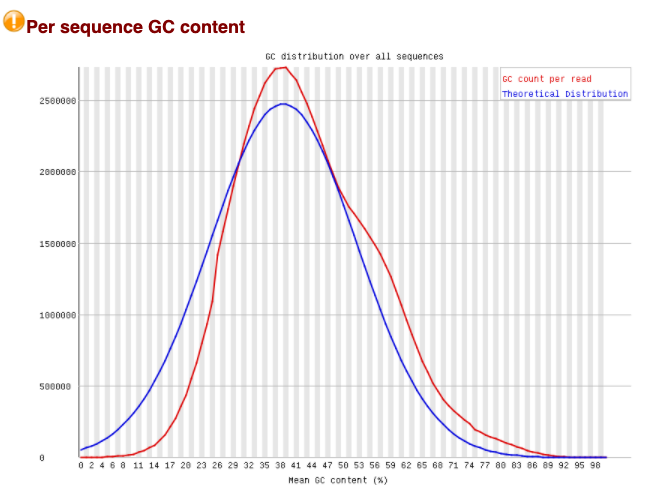 Per sequence GC content
GC distribution over all sequences
GC count per read
Theoretical Distribution
2500000
2000000
1500000
1000000
500000
0
0 2 4 6 8 11 14 17 20 23 26 29 32 35 38 41 44 47 50 53 56 59 62 65 68 71 74 77 80 83 86 89 92 95 98
Mean GC content (%)